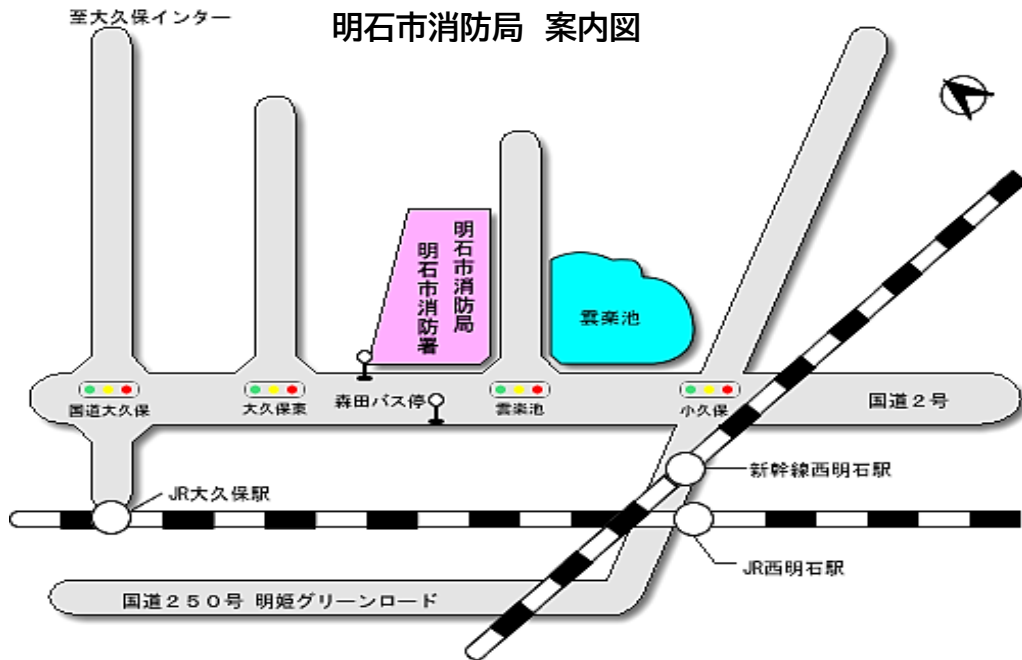 至大久保インター
明石市消防局 案内図
明石市消防局
明石市消防署
雲楽池
国道大久保
大久保東
森田バス停
雲楽池
小久保
国道２号
新幹線西明石駅
JR大久保駅
JR西明石駅
国道２５０号 明姫グリーンロード